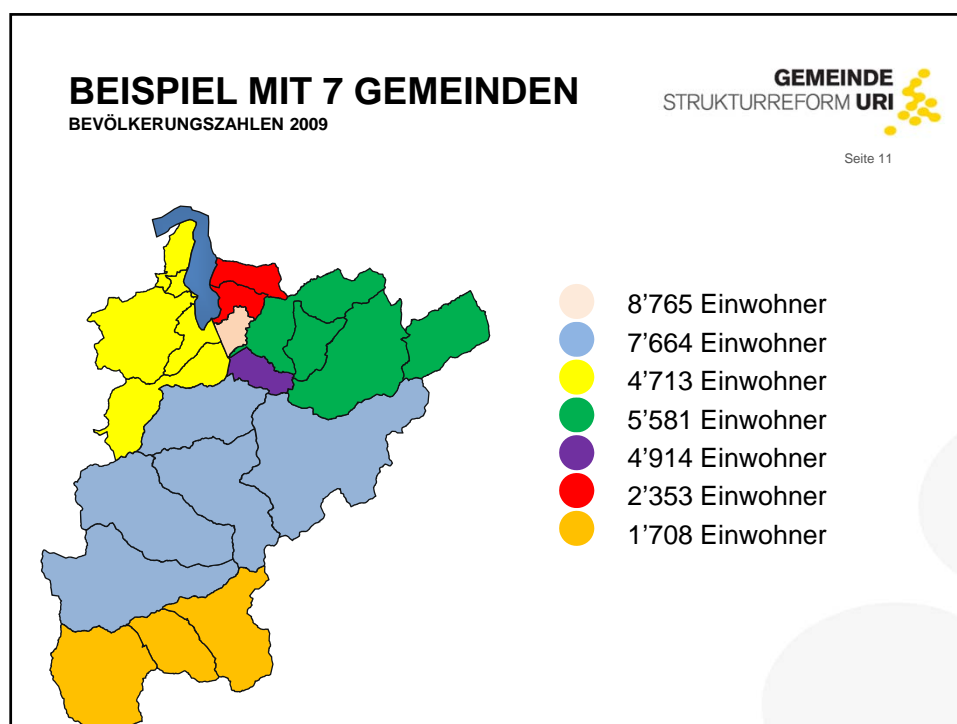 BEISPIEL MIT 7 GEMEINDEN
BEVÖLKERUNGSZAHLEN 2009
GEMEINDE
STRUKTURREFORM URI
Seite 11
8’765 Einwohner
7’664 Einwohner
4’713 Einwohner
5’581 Einwohner
4’914 Einwohner
2’353 Einwohner
1’708 Einwohner